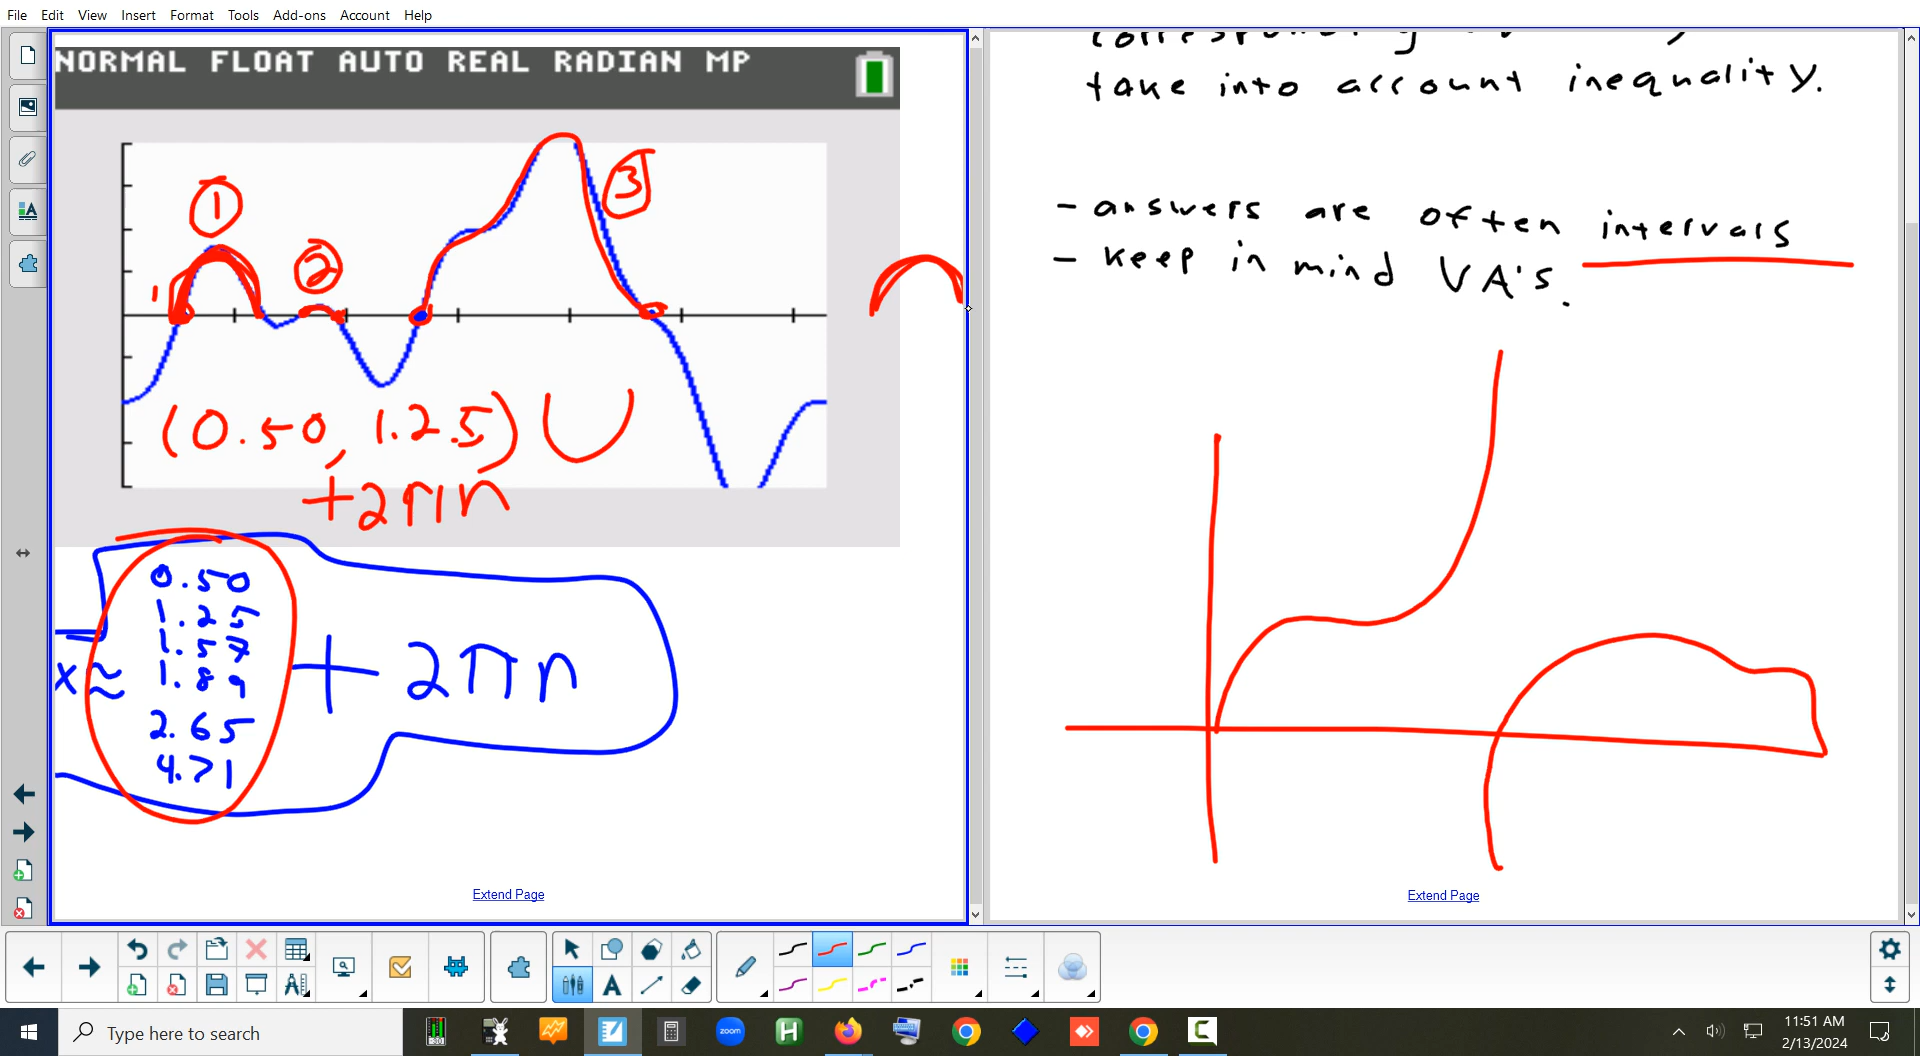 File Edit View Insert Format Tools Add-ons Account Help
NORMAL FLOAT AUTO REAL RADIAN MP
1
2
3
(0.50, 1.25) U
+2πn
0.50
1.25
1.57
x ≈ 1.89 + 2πn
2.65
4.71
Extend Page
take into account inequality.
- answers are often intervals
- keep in mind VA's.
Extend Page
Type here to search
zoom
H
11:51 AM
2/13/2024